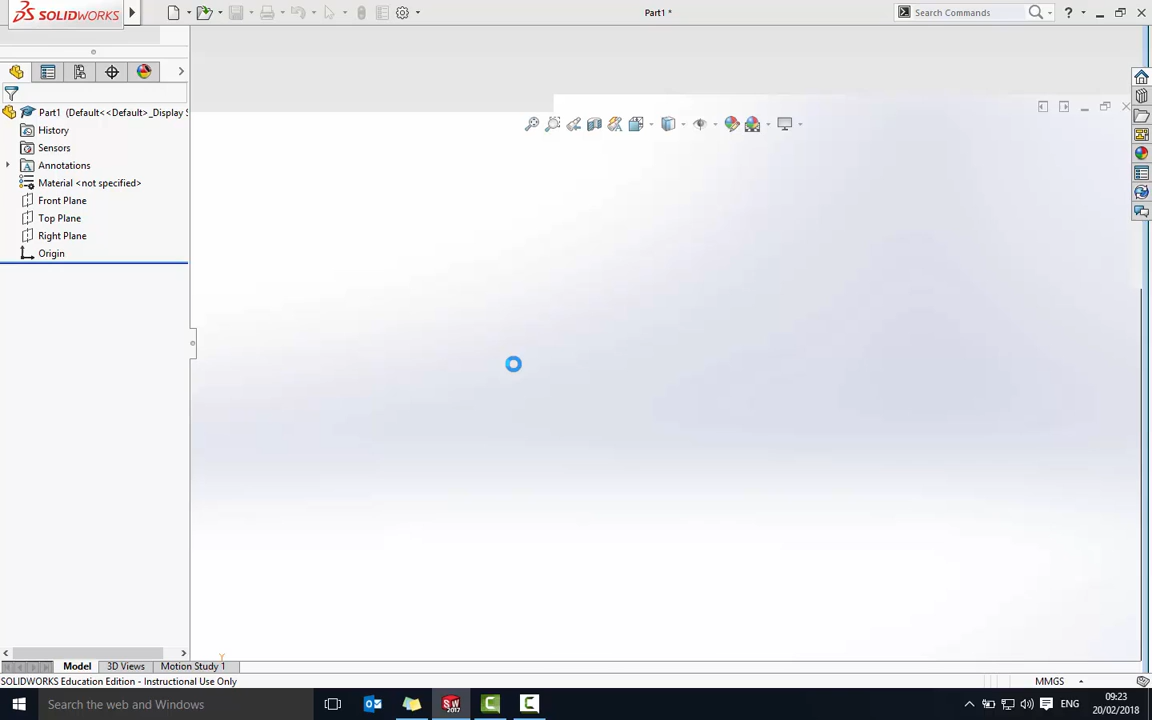 SOLIDWORKS
Part1 *
Search Commands
?
Part1 (Default<<Default>_Display S
History
Sensors
Annotations
Material <not specified>
Front Plane
Top Plane
Right Plane
Origin
Y
Model
3D Views
Motion Study 1
SOLIDWORKS Education Edition - Instructional Use Only
MMGS
Search the web and Windows
SW
2017
ENG
09:23
20/02/2018